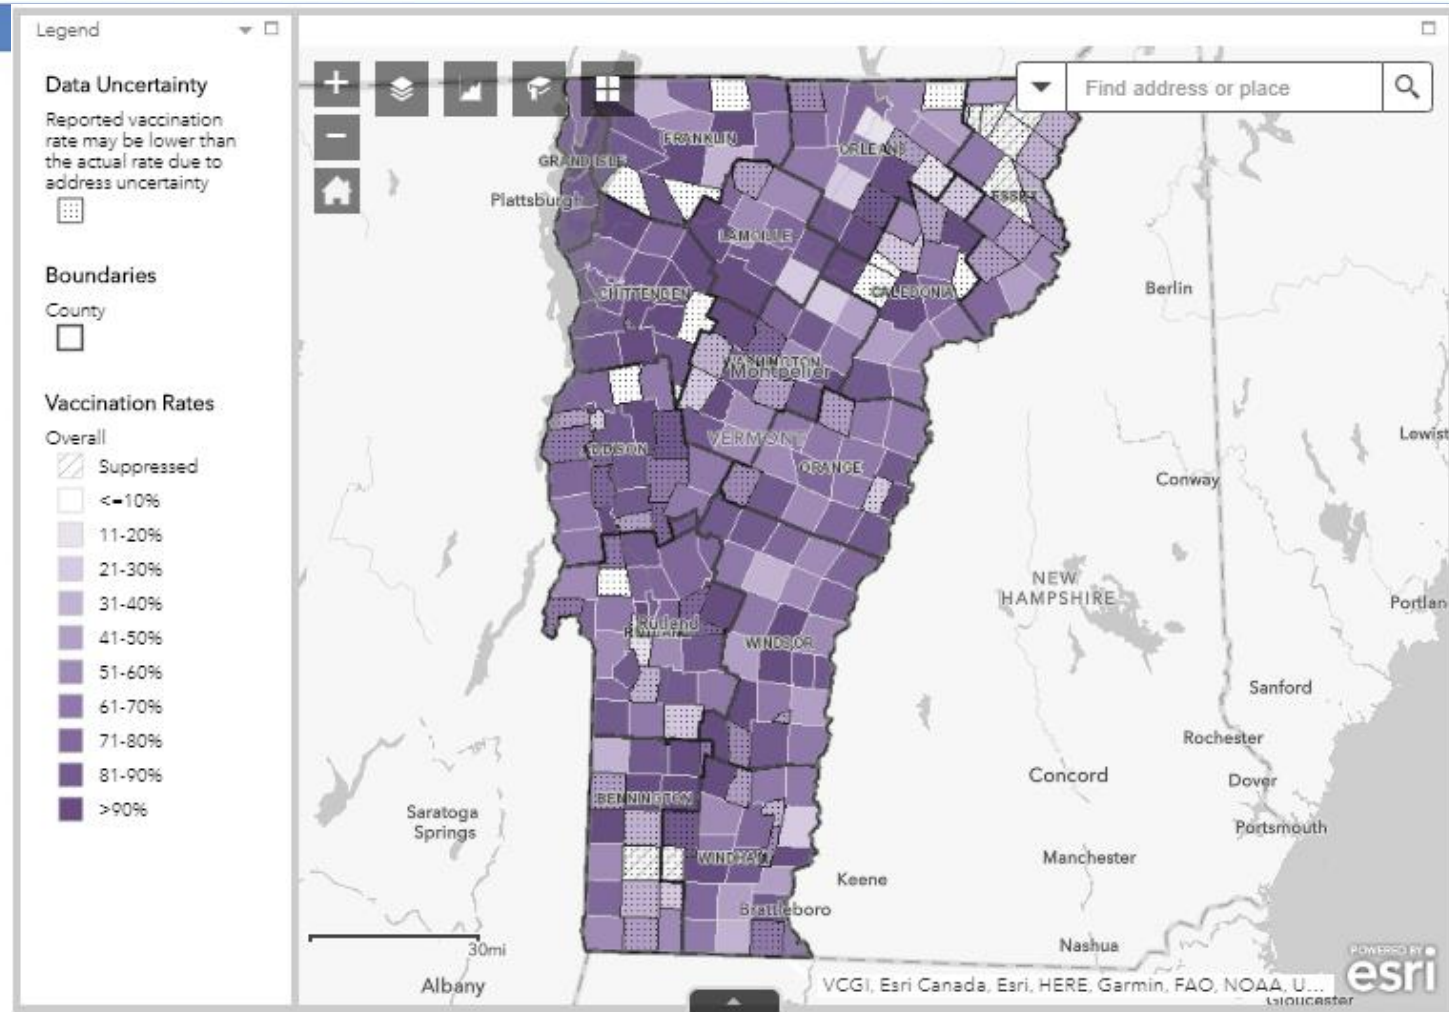 Legend
Data Uncertainty
Reported vaccination
rate may be lower than
the actual rate due to
address uncertainty
Boundaries
County
Vaccination Rates
Overall
Suppressed
<=10%
11-20%
21-30%
31-40%
41-50%
51-60%
61-70%
71-80%
81-90%
>90%
Find address or place
FRANKLIN
ORLEANS
GRAND ISLE
ESSEX
Plattsburgh
LAMOILLE
Berlin
CHITTENDEN
CALEDONIA
WASHINGTON
Montpelier
VERMONT
Lewist
ADDISON
ORANGE
Conway
NEW
HAMPSHIRE
Portlan
Rutland
WINDSOR
Sanford
Rochester
Concord
Dover
BENNINGTON
Saratoga
Springs
Portsmouth
WINDHAM
Manchester
Keene
Brattleboro
Nashua
30mi
Albany
VCGI, Esri Canada, Esri, HERE, Garmin, FAO, NOAA, U...
POWERED BY
esri
Gloucester